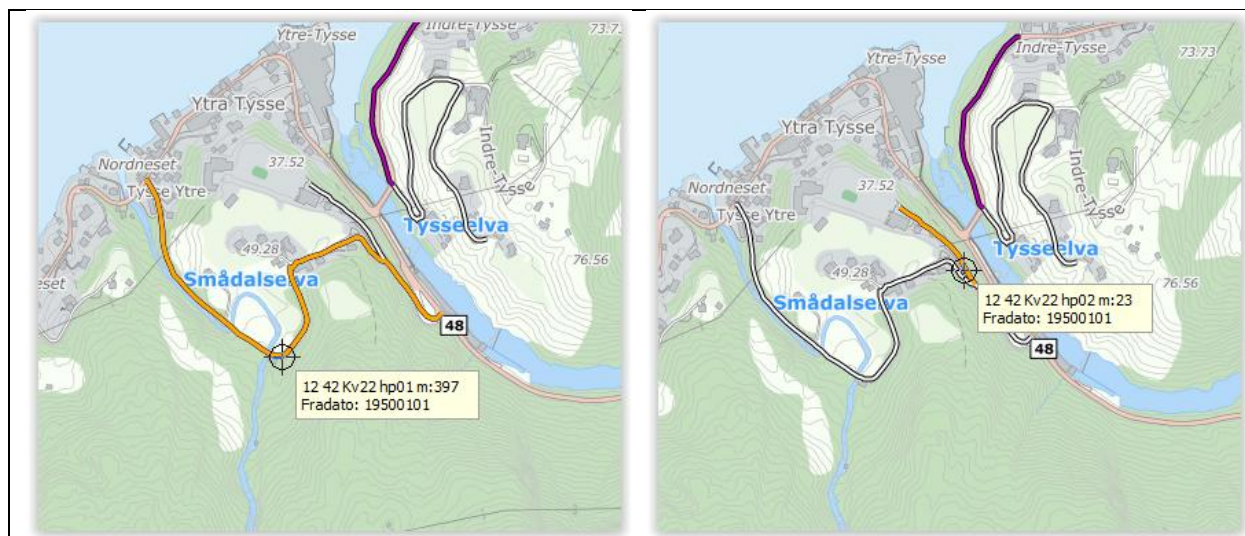 Ytre-Tysse
Indre-Tysse
73.73
Ytra Tysse
37.52
Nordneset
Tysse Ytre
Indre-Tysse
Tysseelva
49.28
Smådalselva
76.56
eset
48
12 42 Kv22 hp01 m:397
Fradato: 19500101
Indre-Tysse
73.73
Ytre-Tysse
Ytra Tysse
37.52
Nordneset
Tysse Ytre
Indre-Tysse
Tysseelva
49.28
76.56
Smådalselva
eset
12 42 Kv22 hp02 m:23
Fradato: 19500101
48